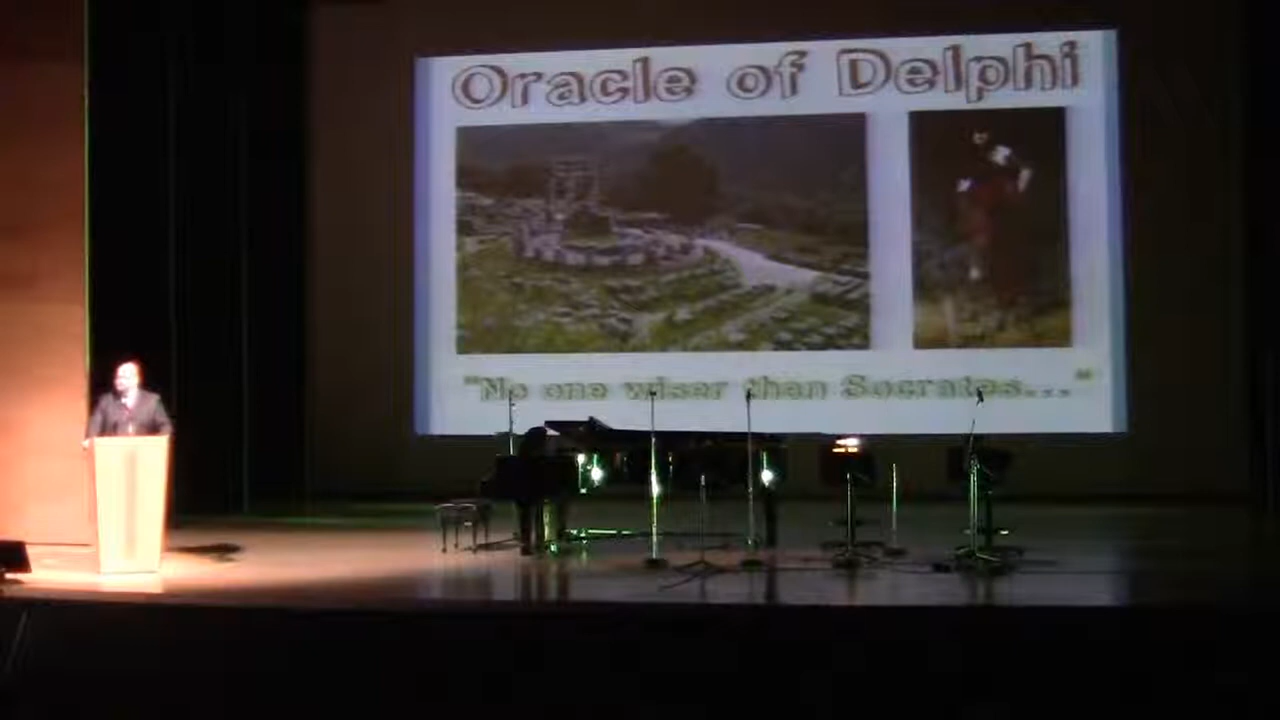 Oracle of Delphi
"No one wiser than Socrates..."